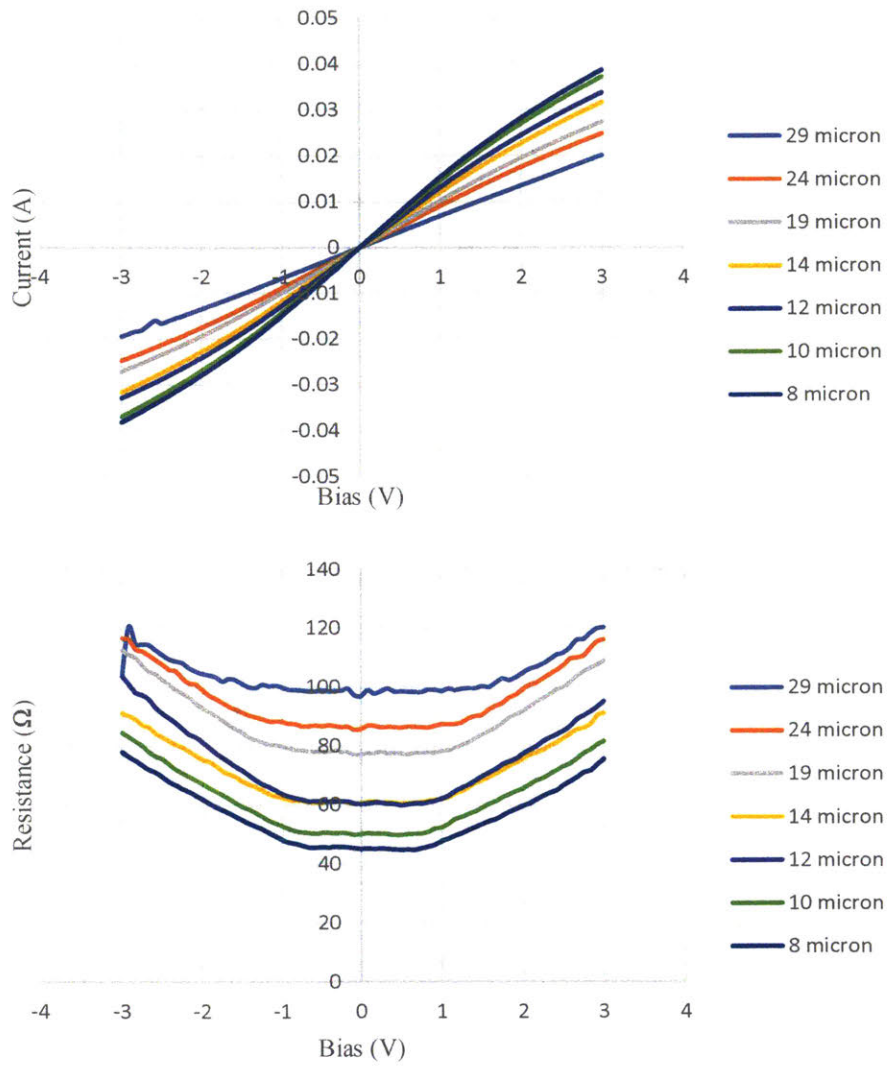 0.05
0.04
0.03
0.02
0.01
0
-4 -3 -2 -1 0 1 2 3 4
0.01
-0.02
-0.03
-0.04
-0.05
Current (A)
Bias (V)
29 micron
24 micron
19 micron
14 micron
12 micron
10 micron
8 micron
140
120
100
80
60
40
20
0
-4 -3 -2 -1 0 1 2 3 4
Resistance (Ω)
Bias (V)
29 micron
24 micron
19 micron
14 micron
12 micron
10 micron
8 micron